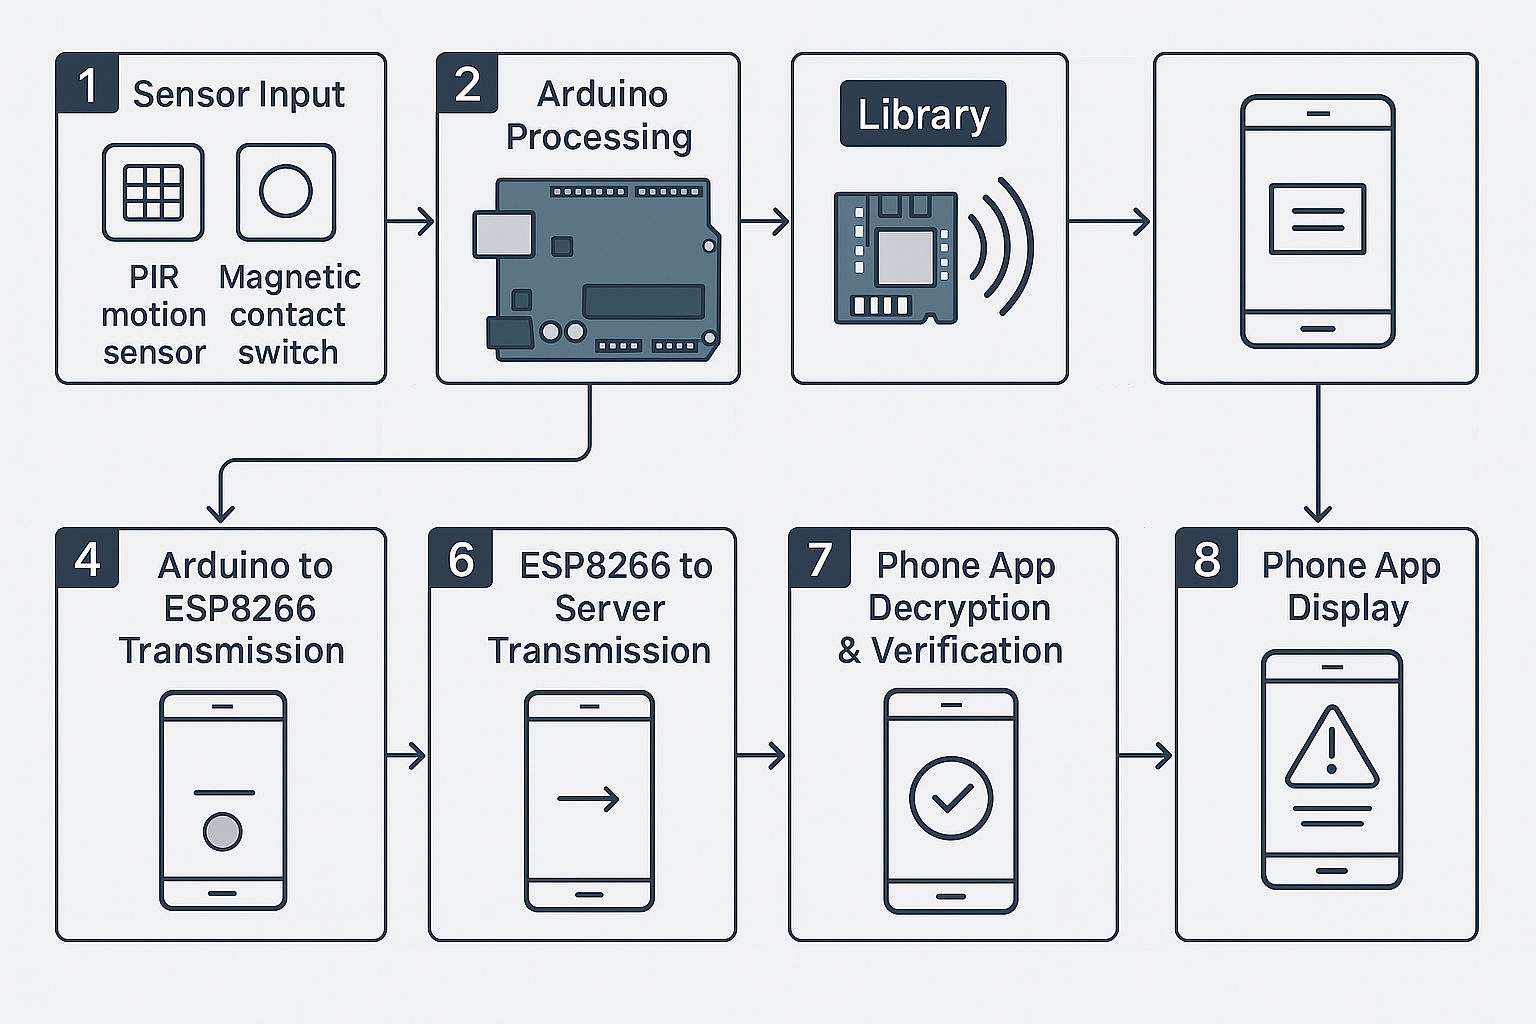 1
Sensor Input
PIR
motion
sensor
Magnetic
contact
switch
2
Arduino
Processing
Library
4
Arduino to
ESP8266
Transmission
6
ESP8266 to
Server
Transmission
7
Phone App
Decryption
& Verification
8
Phone App
Display